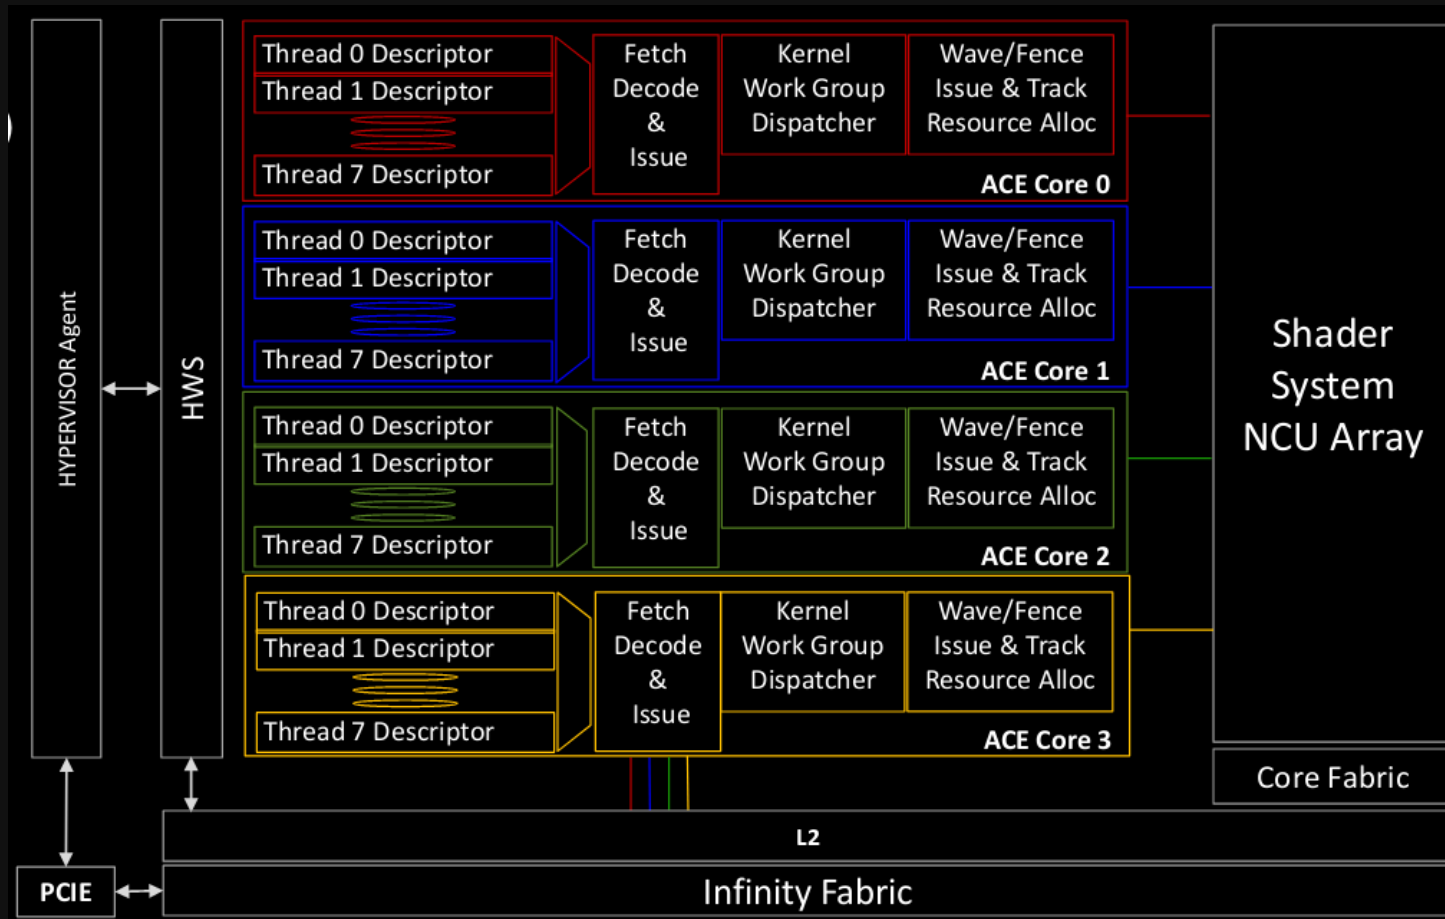 HYPERVISOR Agent
HWS
Thread 0 Descriptor
Thread 1 Descriptor
Thread 7 Descriptor
Fetch
Decode
&
Issue
Kernel
Work Group
Dispatcher
Wave/Fence
Issue & Track
Resource Alloc
ACE Core 0
Thread 0 Descriptor
Thread 1 Descriptor
Thread 7 Descriptor
Fetch
Decode
&
Issue
Kernel
Work Group
Dispatcher
Wave/Fence
Issue & Track
Resource Alloc
ACE Core 1
Thread 0 Descriptor
Thread 1 Descriptor
Thread 7 Descriptor
Fetch
Decode
&
Issue
Kernel
Work Group
Dispatcher
Wave/Fence
Issue & Track
Resource Alloc
ACE Core 2
Thread 0 Descriptor
Thread 1 Descriptor
Thread 7 Descriptor
Fetch
Decode
&
Issue
Kernel
Work Group
Dispatcher
Wave/Fence
Issue & Track
Resource Alloc
ACE Core 3
Shader
System
NCU Array
Core Fabric
L2
PCIE
Infinity Fabric